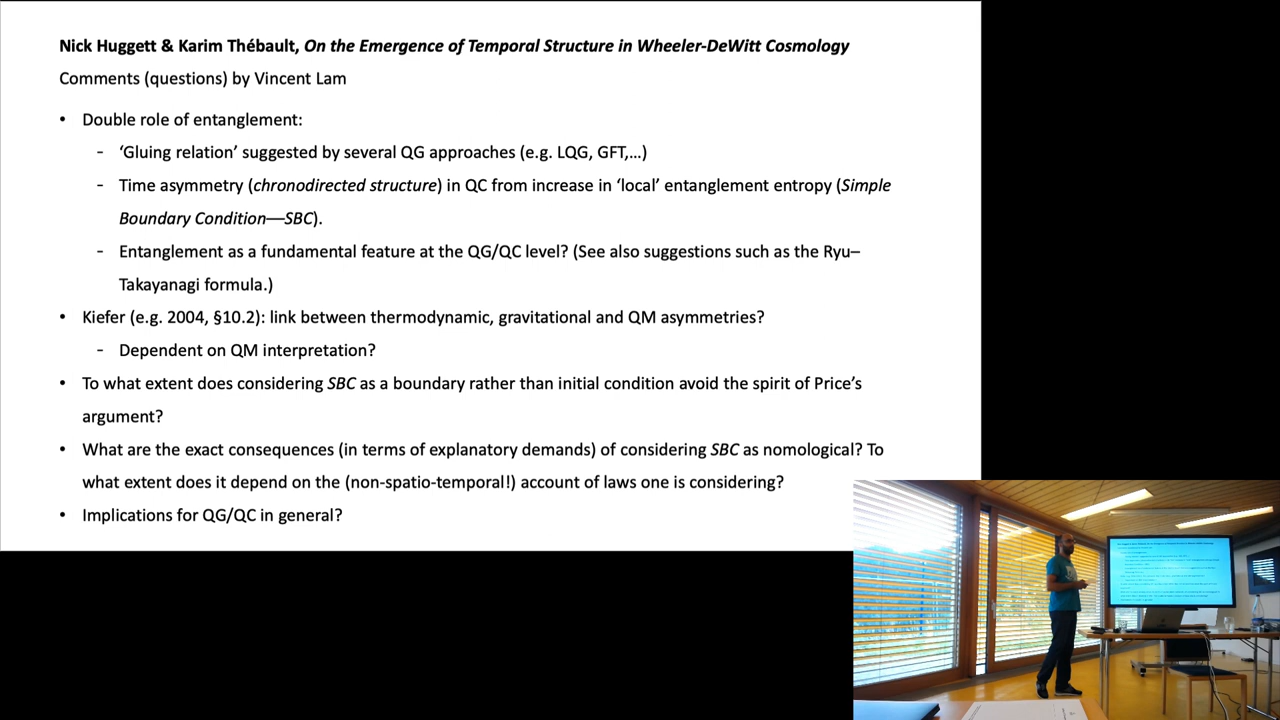 Nick Huggett & Karim Thébault, On the Emergence of Temporal Structure in Wheeler-DeWitt Cosmology
Comments (questions) by Vincent Lam
• Double role of entanglement:
- ‘Gluing relation’ suggested by several QG approaches (e.g. LQG, GFT,…)
- Time asymmetry (chronodirected structure) in QC from increase in ‘local’ entanglement entropy (Simple
Boundary Condition—SBC).
- Entanglement as a fundamental feature at the QG/QC level? (See also suggestions such as the Ryu–
Takayanagi formula.)
• Kiefer (e.g. 2004, §10.2): link between thermodynamic, gravitational and QM asymmetries?
- Dependent on QM interpretation?
• To what extent does considering SBC as a boundary rather than initial condition avoid the spirit of Price’s
argument?
• What are the exact consequences (in terms of explanatory demands) of considering SBC as nomological? To
what extent does it depend on the (non-spatio-temporal!) account of laws one is considering?
• Implications for QG/QC in general?